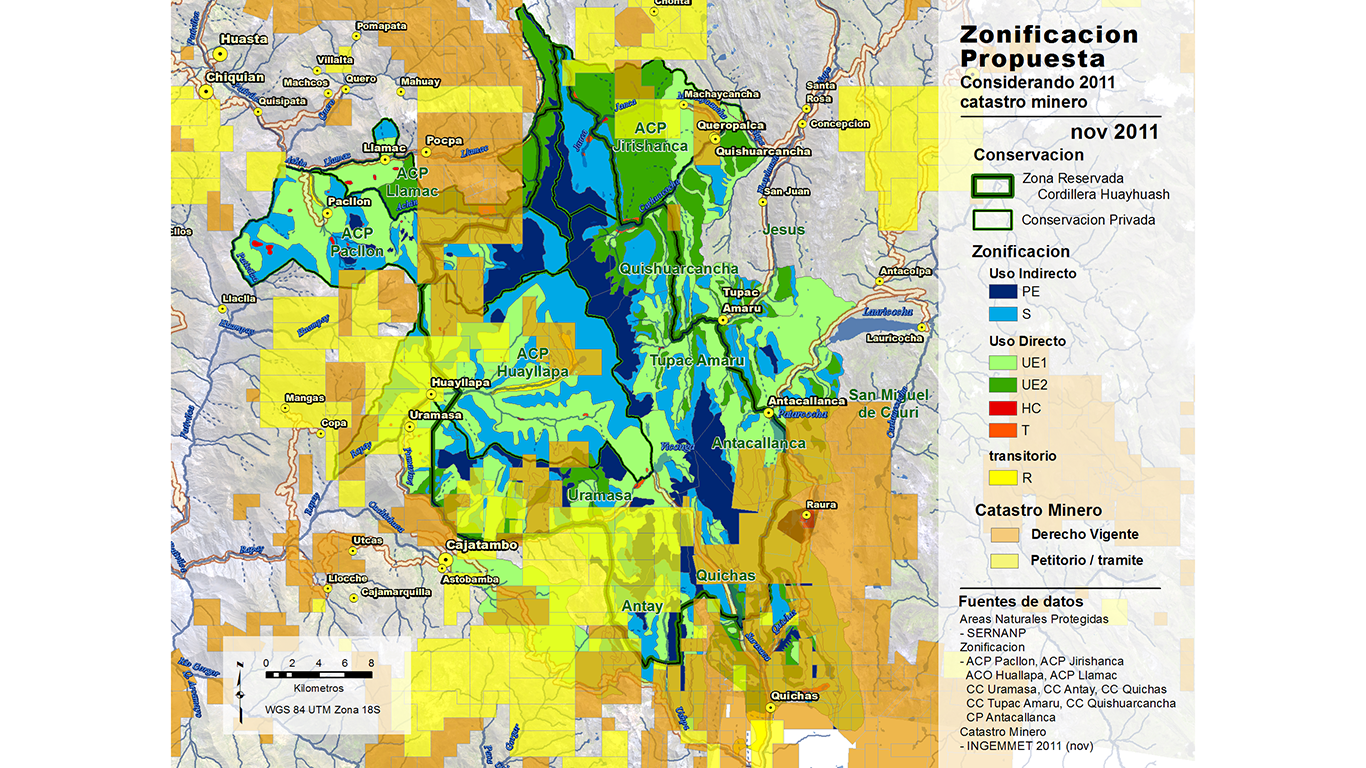 Zonificacion
Propuesta
Considerando 2011
catastro minero
nov 2011
Conservacion
Zona Reservada
Cordillera Huayhuash
Conservacion Privada
Zonificacion
Uso Indirecto
PE
S
Uso Directo
UE1
UE2
HC
T
transitorio
R
Catastro Minero
Derecho Vigente
Petitorio / tramite
Fuentes de datos
Areas Naturales Protegidas
- SERNANP
Zonificacion
- ACP Pacllon, ACP Jirishanca
ACO Huallapa, ACP Llamac
CC Uramasa, CC Antay, CC Quichas
CC Tupac Amaru, CC Quishuarcancha
CP Antacallanca
Catastro Minero
- INGEMMET 2011 (nov)
Chonta
Pomapata
Huasta
Villalta
Chiquian
Machcos
Quero
Mahuay
Quisipata
Machaycancha
Santa
Rosa
Concepcion
Queropalca
Quishuarcancha
ACP
Jirishanca
Janca
Pocpa
Llamac
Llamac
Llamac
ACP
Llamac
Achin
Pacllon
ACP
Pacllon
San Juan
Jesus
Quishuarcancha
Antacolpa
Tupac
Amaru
Llaclla
Lauricocha
Lauricocha
ACP
Huayllapa
Tupac Amaru
Huayllapa
Mangas
Uramasa
Copa
Antacallanca
San Miguel
de Cauri
Antacallanca
Uramasa
Raura
Utcas
Cajatambo
Astobamba
Llocche
Cajamarquilla
Quichas
Antay
Quichas
N
0 2 4 6 8
Kilometros
WGS 84 UTM Zona 18S